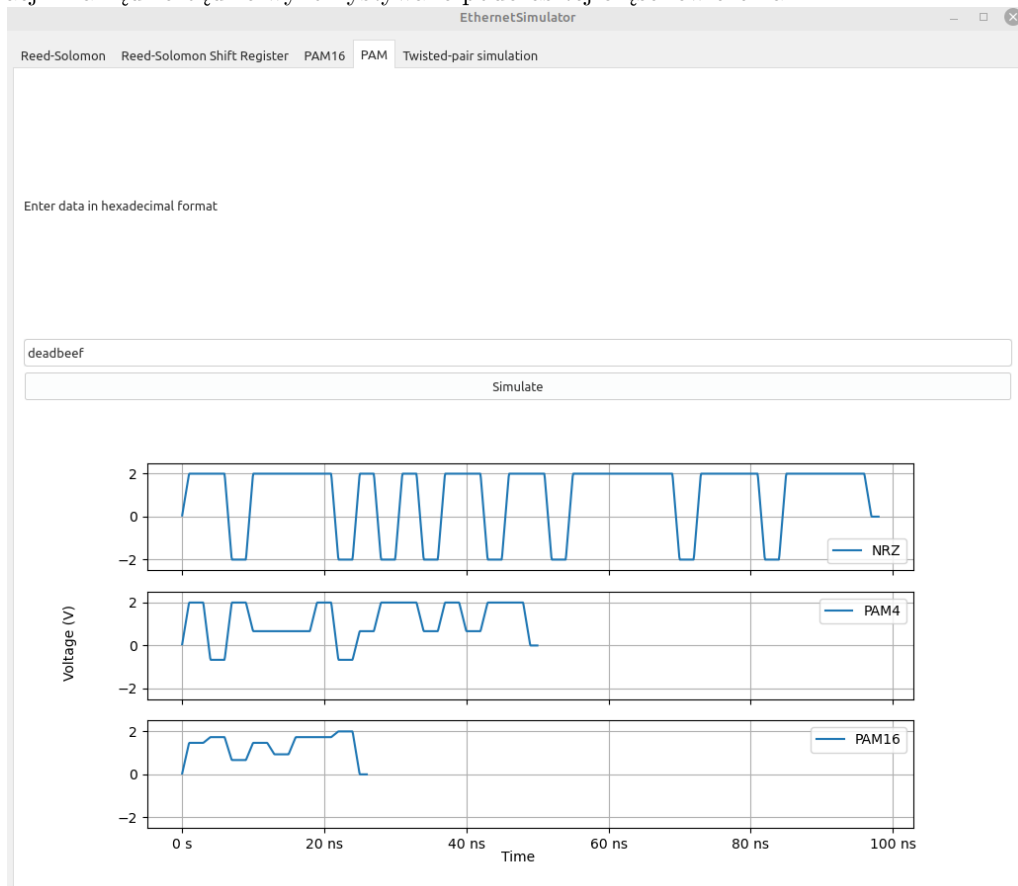 EthernetSimulator
Reed-Solomon Reed-Solomon Shift Register PAM16 PAM Twisted-pair simulation
Enter data in hexadecimal format
deadbeef
Simulate
2
0
−2
NRZ
Voltage (V)
2
0
−2
PAM4
2
0
−2
PAM16
0 s 20 ns 40 ns 60 ns 80 ns 100 ns
Time